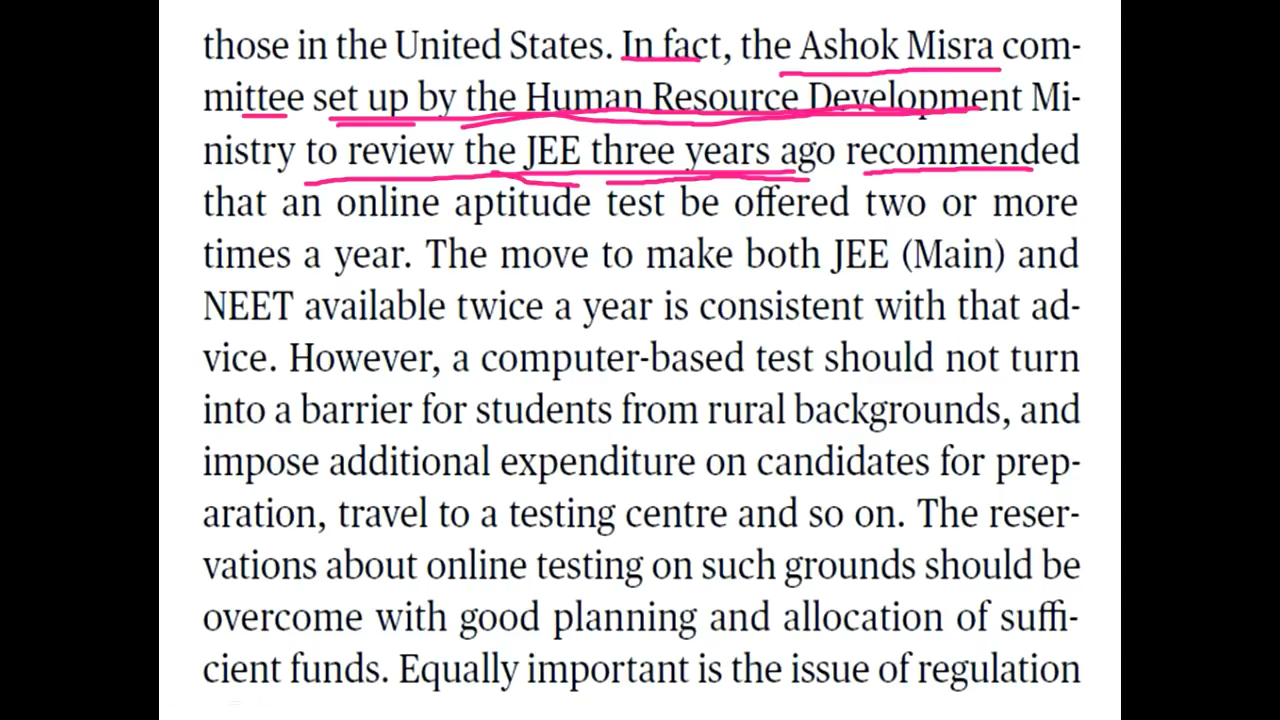 those in the United States. In fact, the Ashok Misra com-
mittee set up by the Human Resource Development Mi-
nistry to review the JEE three years ago recommended
that an online aptitude test be offered two or more
times a year. The move to make both JEE (Main) and
NEET available twice a year is consistent with that ad-
vice. However, a computer-based test should not turn
into a barrier for students from rural backgrounds, and
impose additional expenditure on candidates for prep-
aration, travel to a testing centre and so on. The reser-
vations about online testing on such grounds should be
overcome with good planning and allocation of suffi-
cient funds. Equally important is the issue of regulation